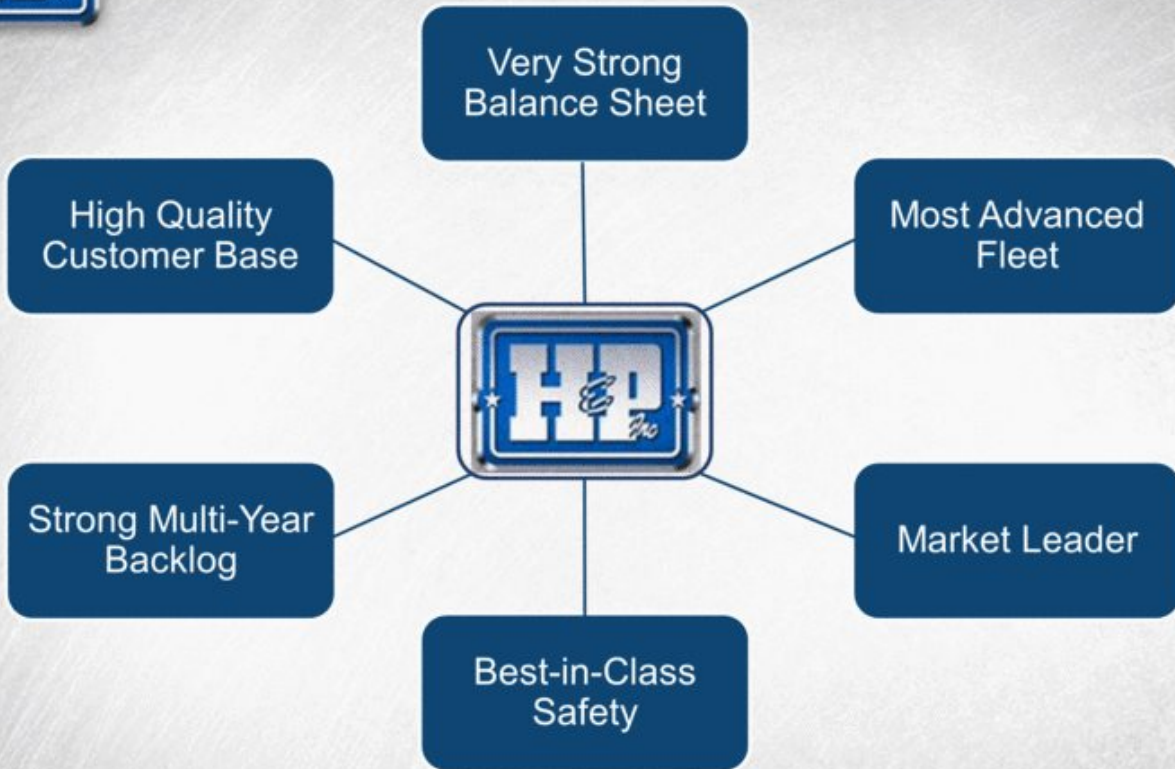 Very Strong
Balance Sheet
High Quality
Customer Base
Most Advanced
Fleet
H&P
Inc
Strong Multi-Year
Backlog
Market Leader
Best-in-Class
Safety